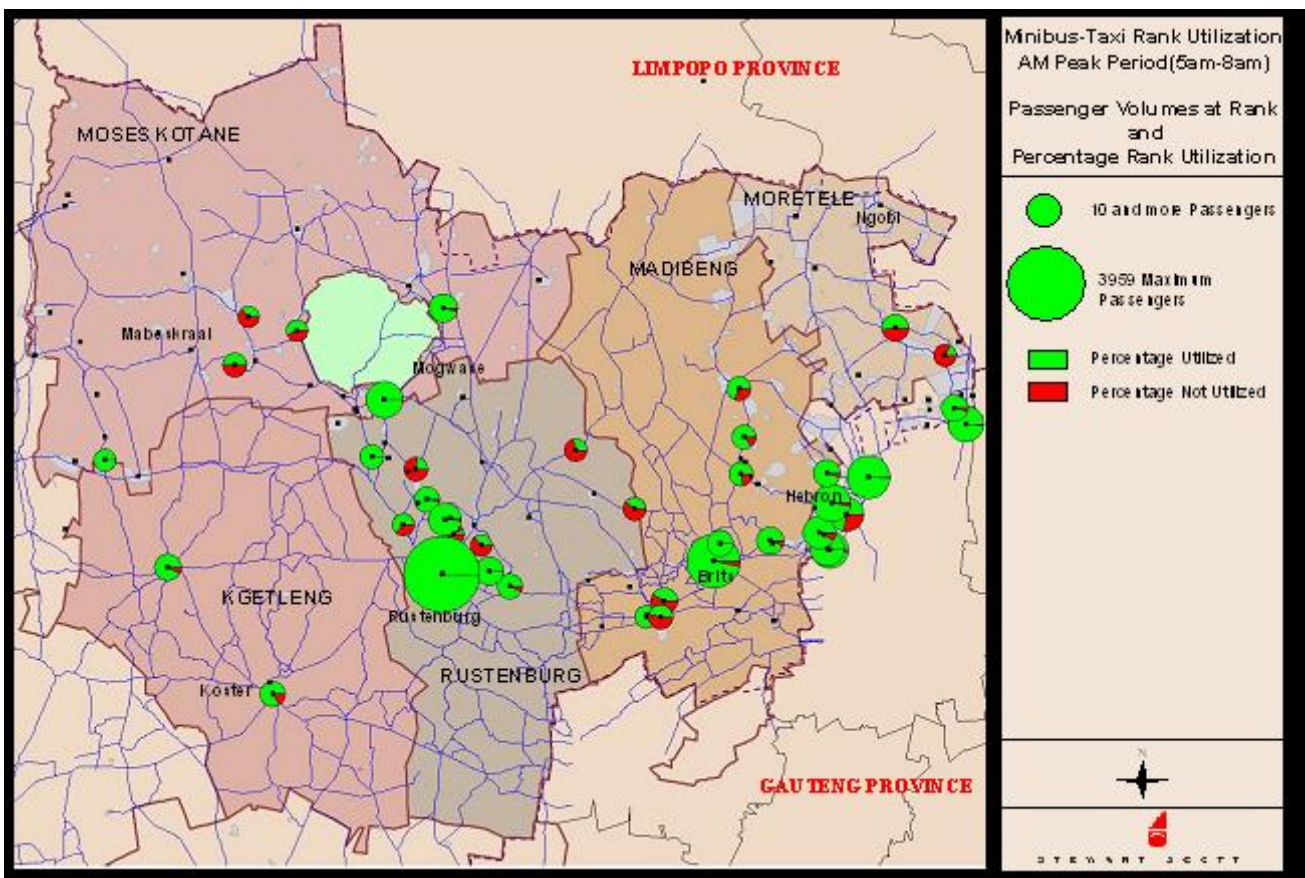 Minibus-Taxi Rank Utilization
AM Peak Period(5am-8am)
Passenger Volumes at Rank
and
Percentage Rank Utilization
10 and more Passengers
3959 Maximum
Passengers
Percentage Utilized
Percentage Not Utilized
N
STEWART SCOTT
LIMPOPO PROVINCE
MOSES KOTANE
MORETELE
Ngobi
MADIBENG
Mabeskraal
Mogwase
Hebron
Brits
KGETLENG
Rustenburg
RUSTENBURG
Koster
GAUTENG PROVINCE